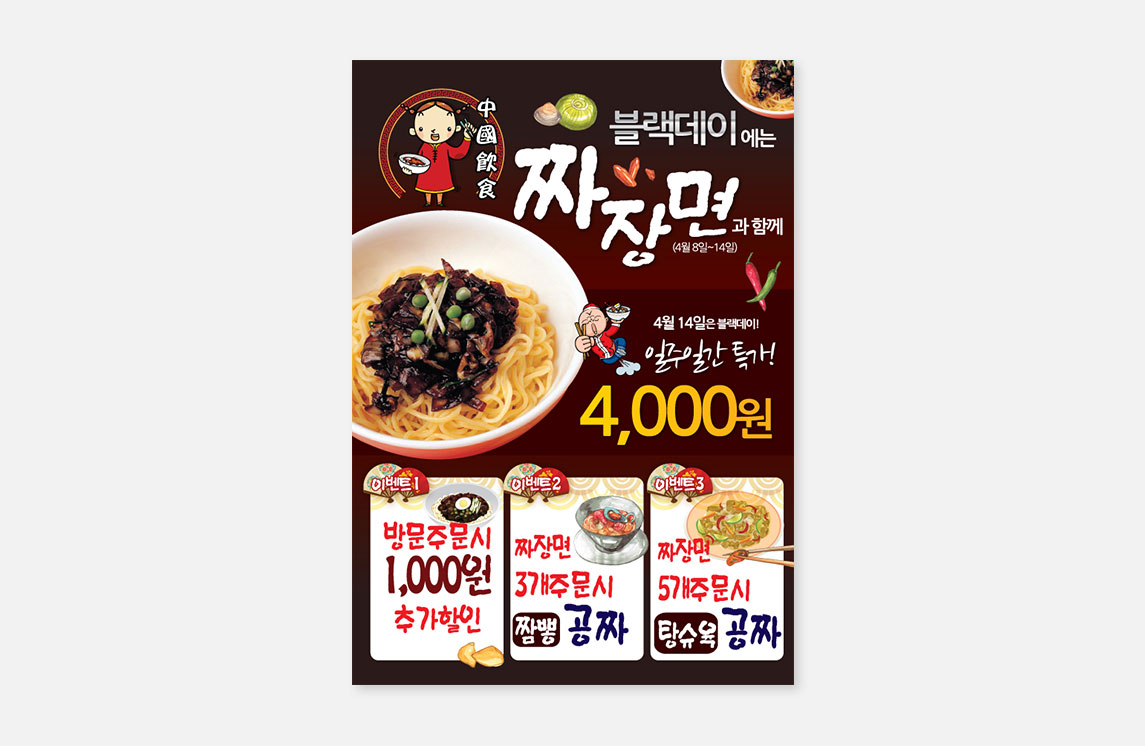 中國飮食
블랙데이에는
짜장면과 함께
(4월 8일~14일)
4월 14일은 블랙데이!
일주일간 특가!
4,000원
이벤트1
방문주문시
1,000원
추가할인
이벤트2
짜장면
3개주문시
짬뽕 공짜
이벤트3
짜장면
5개주문시
탕슈육 공짜